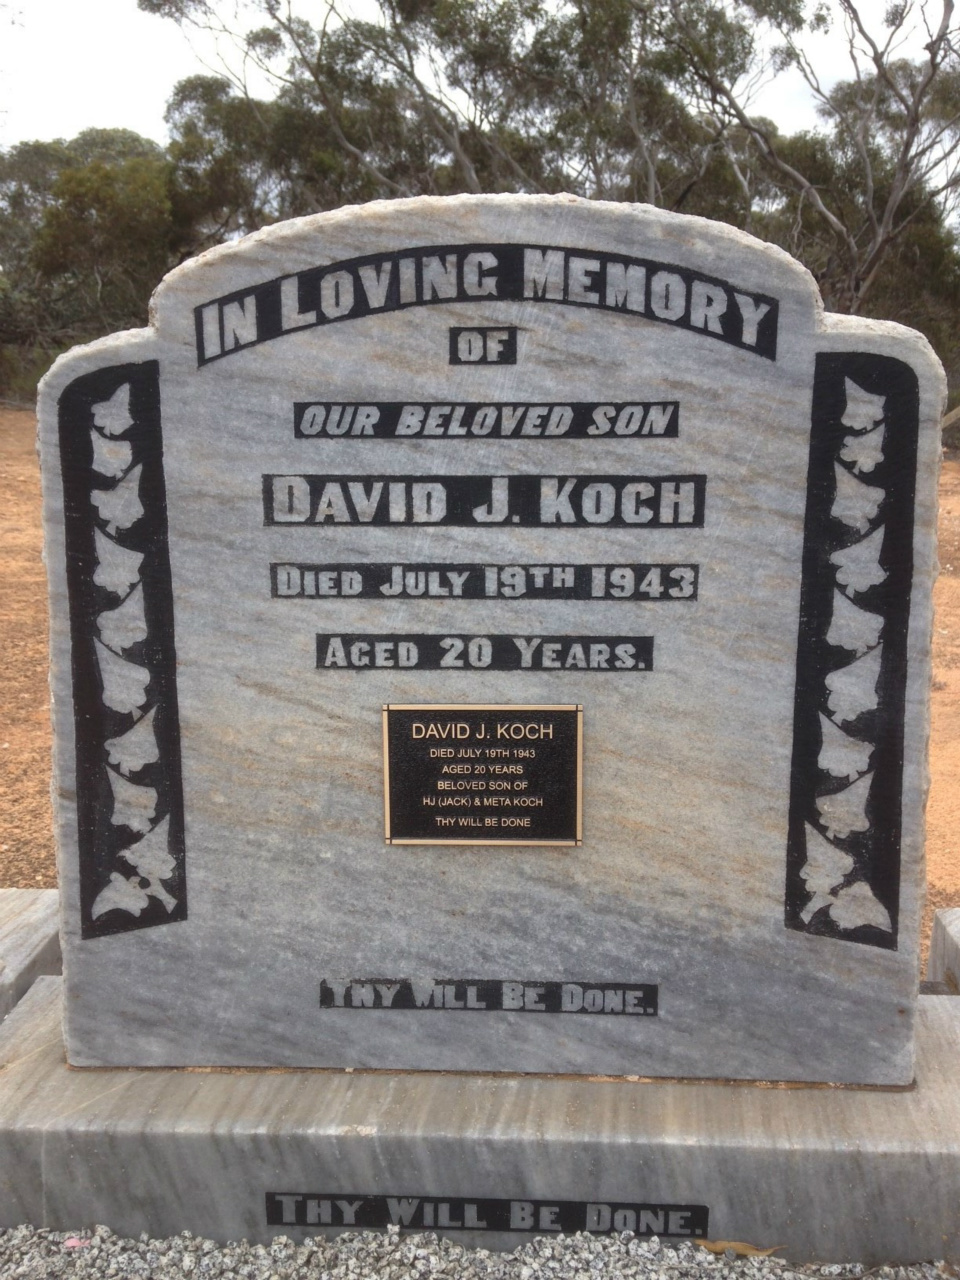 IN LOVING MEMORY
OF
OUR BELOVED SON
DAVID J. KOCH
DIED JULY 19TH 1943
AGED 20 YEARS.
DAVID J. KOCH
DIED JULY 19TH 1943
AGED 20 YEARS
BELOVED SON OF
HJ (JACK) & META KOCH
THY WILL BE DONE
THY WILL BE DONE.
THY WILL BE DONE.